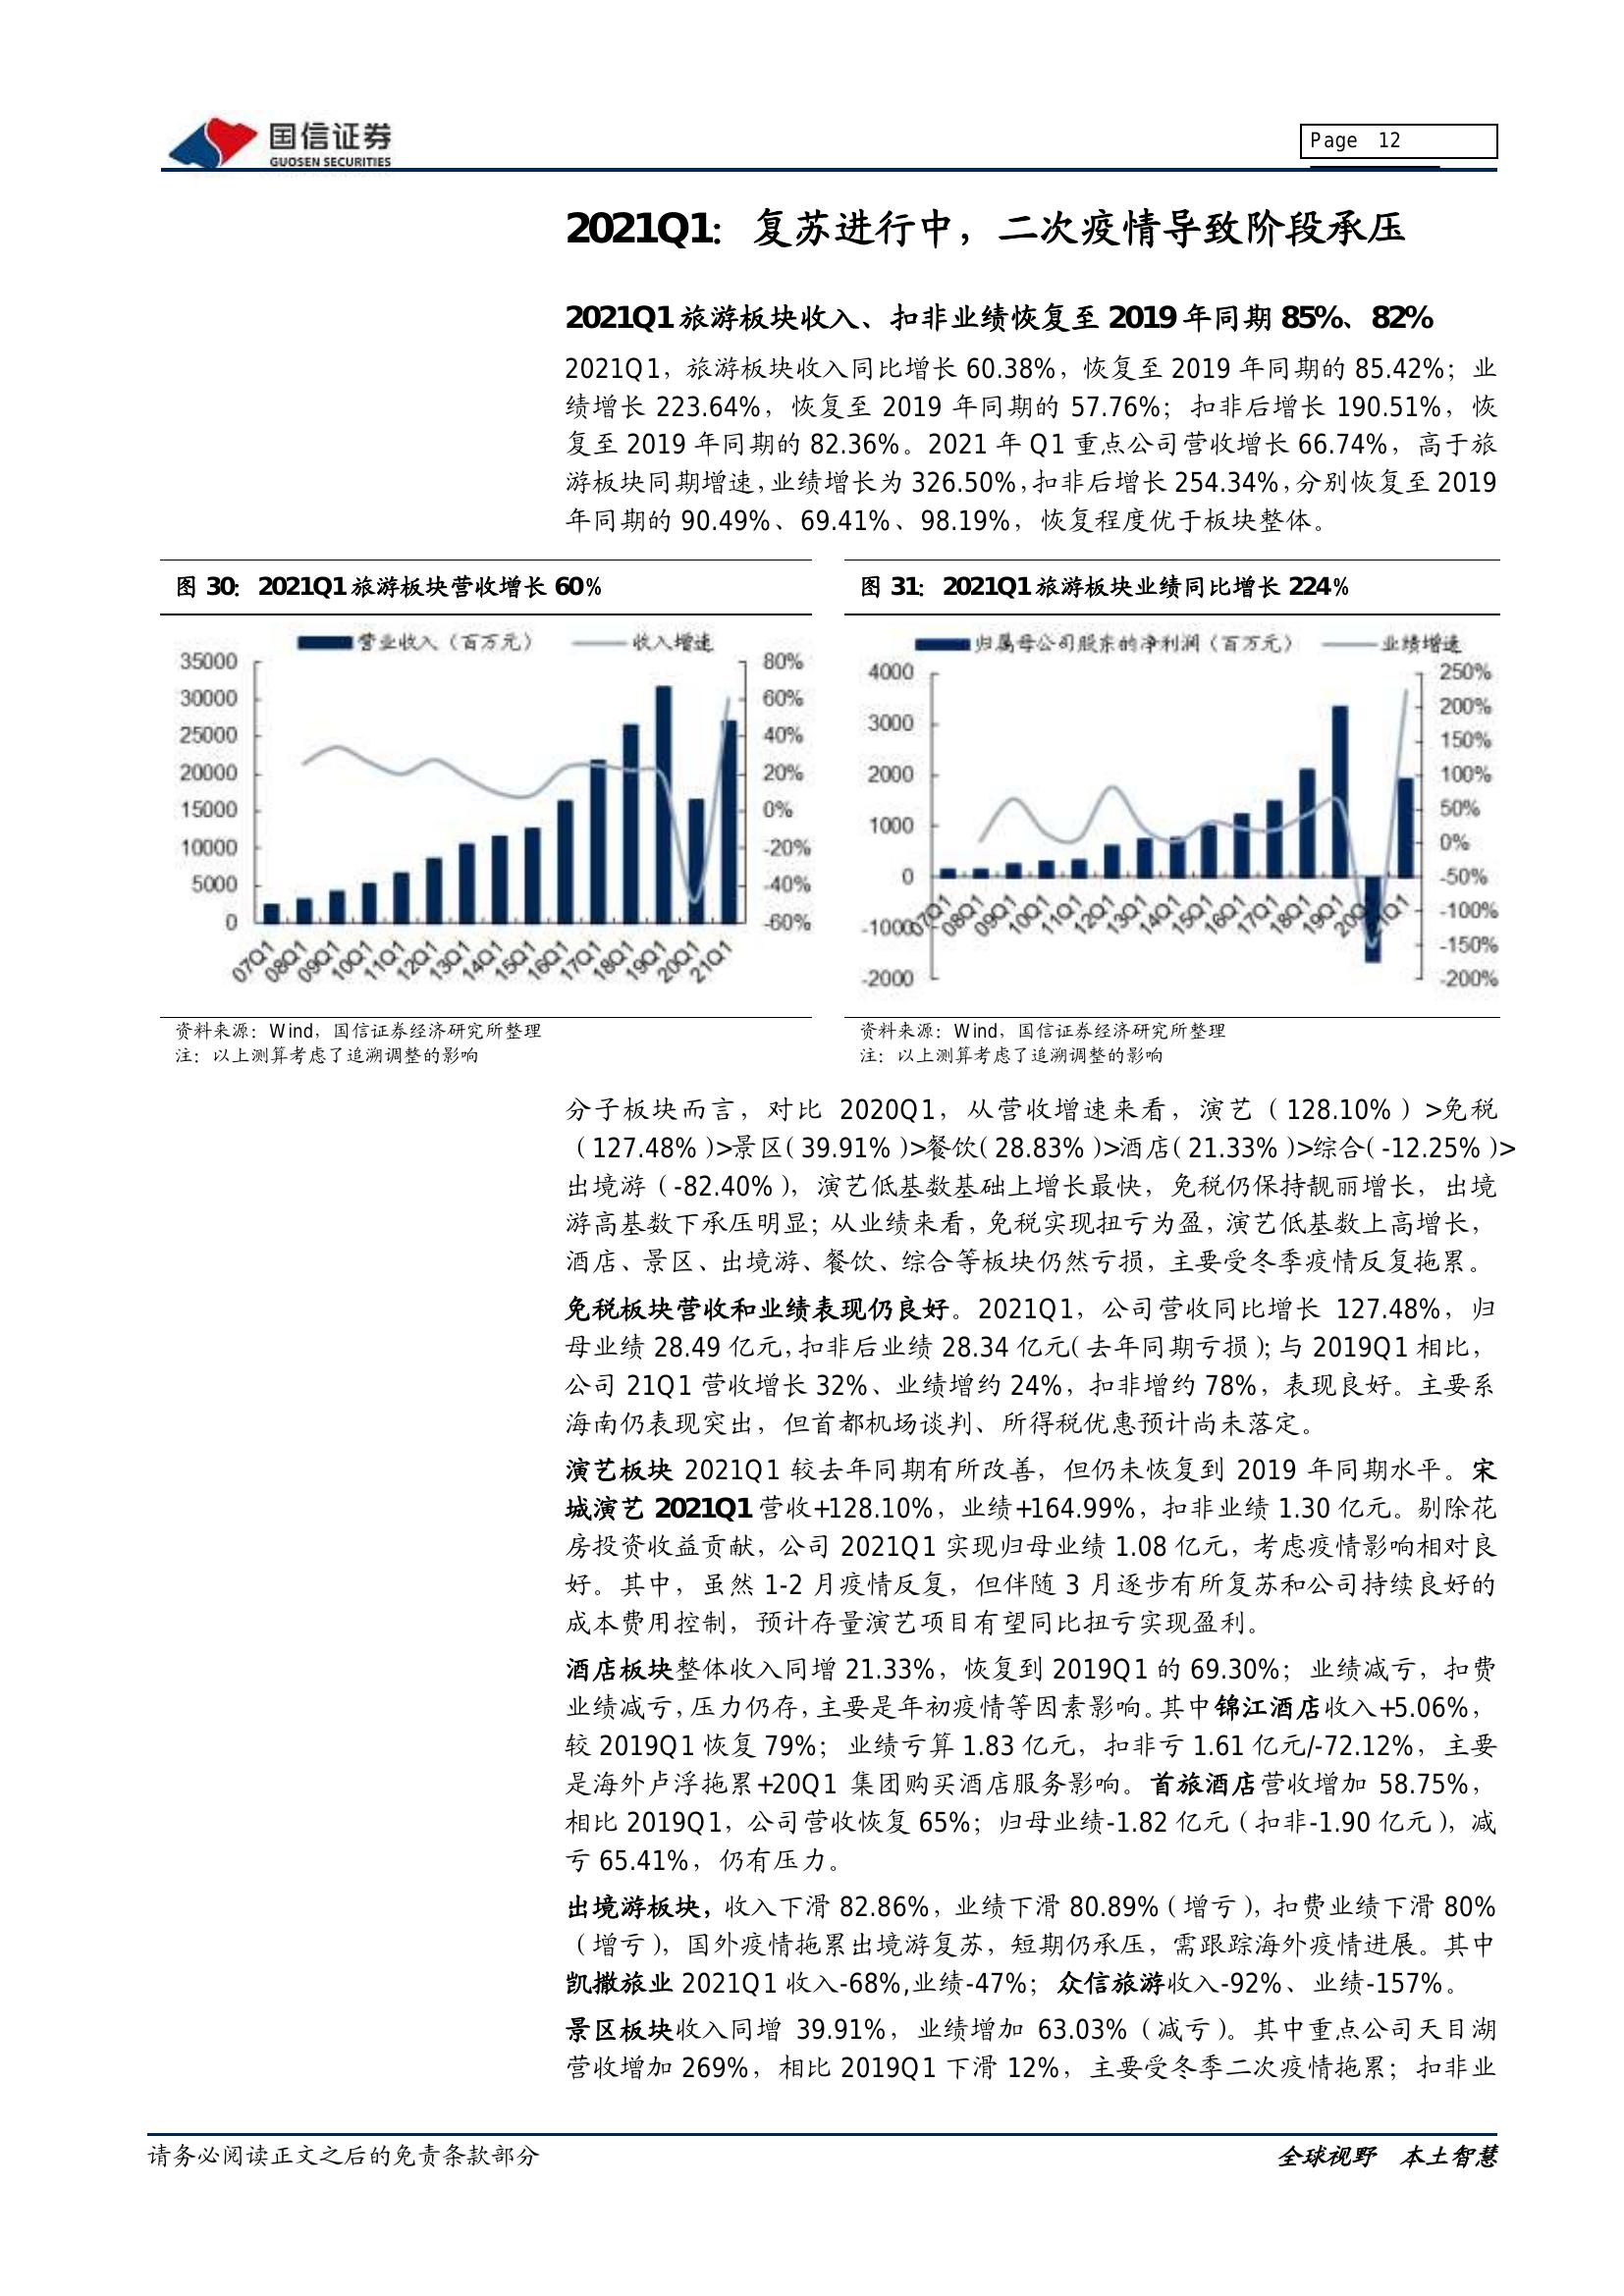 国信证券
GUOSEN SECURITIES
Page 12
2021Q1：复苏进行中，二次疫情导致阶段承压
2021Q1 旅游板块收入、扣非业绩恢复至 2019 年同期 85%、82%
2021Q1，旅游板块收入同比增长 60.38%，恢复至 2019 年同期的 85.42%；业
绩增长 223.64%，恢复至 2019 年同期的 57.76%；扣非后增长 190.51%，恢
复至 2019 年同期的 82.36%。2021 年 Q1 重点公司营收增长 66.74%，高于旅
游板块同期增速，业绩增长为 326.50%，扣非后增长 254.34%，分别恢复至 2019
年同期的 90.49%、69.41%、98.19%，恢复程度优于板块整体。
图 30：2021Q1 旅游板块营收增长 60%
营业收入（百万元） 收入增速
35000
30000
25000
20000
15000
10000
5000
0
80%
60%
40%
20%
0%
-20%
-40%
-60%
07Q1 08Q1 09Q1 10Q1 11Q1 12Q1 13Q1 14Q1 15Q1 16Q1 17Q1 18Q1 19Q1 20Q1 21Q1
资料来源：Wind，国信证券经济研究所整理
注：以上测算考虑了追溯调整的影响
图 31：2021Q1 旅游板块业绩同比增长 224%
归属母公司股东的净利润（百万元） 业绩增速
4000
3000
2000
1000
0
-1000
-2000
250%
200%
150%
100%
50%
0%
-50%
-100%
-150%
-200%
07Q1 08Q1 09Q1 10Q1 11Q1 12Q1 13Q1 14Q1 15Q1 16Q1 17Q1 18Q1 19Q1 20Q1 21Q1
资料来源：Wind，国信证券经济研究所整理
注：以上测算考虑了追溯调整的影响
分子板块而言，对比 2020Q1，从营收增速来看，演艺（128.10%）>免税
（127.48%）>景区（39.91%）>餐饮（28.83%）>酒店（21.33%）>综合（-12.25%）>
出境游（-82.40%），演艺低基数基础上增长最快，免税仍保持靓丽增长，出境
游高基数下承压明显；从业绩来看，免税实现扭亏为盈，演艺低基数上高增长，
酒店、景区、出境游、餐饮、综合等板块仍然亏损，主要受冬季疫情反复拖累。
免税板块营收和业绩表现仍良好。2021Q1，公司营收同比增长 127.48%，归
母业绩 28.49 亿元，扣非后业绩 28.34 亿元（去年同期亏损）；与 2019Q1 相比，
公司 21Q1 营收增长 32%、业绩增约 24%，扣非增约 78%，表现良好。主要系
海南仍表现突出，但首都机场谈判、所得税优惠预计尚未落定。
演艺板块 2021Q1 较去年同期有所改善，但仍未恢复到 2019 年同期水平。宋
城演艺 2021Q1 营收+128.10%，业绩+164.99%，扣非业绩 1.30 亿元。剔除花
房投资收益贡献，公司 2021Q1 实现归母业绩 1.08 亿元，考虑疫情影响相对良
好。其中，虽然 1-2 月疫情反复，但伴随 3 月逐步有所复苏和公司持续良好的
成本费用控制，预计存量演艺项目有望同比扭亏实现盈利。
酒店板块整体收入同增 21.33%，恢复到 2019Q1 的 69.30%；业绩减亏，扣费
业绩减亏，压力仍存，主要是年初疫情等因素影响。其中锦江酒店收入+5.06%，
较 2019Q1 恢复 79%；业绩亏算 1.83 亿元，扣非亏 1.61 亿元/-72.12%，主要
是海外卢浮拖累+20Q1 集团购买酒店服务影响。首旅酒店营收增加 58.75%，
相比 2019Q1，公司营收恢复 65%；归母业绩-1.82 亿元（扣非-1.90 亿元），减
亏 65.41%，仍有压力。
出境游板块，收入下滑 82.86%，业绩下滑 80.89%（增亏），扣费业绩下滑 80%
（增亏），国外疫情拖累出境游复苏，短期仍承压，需跟踪海外疫情进展。其中
凯撒旅业 2021Q1 收入-68%,业绩-47%；众信旅游收入-92%、业绩-157%。
景区板块收入同增 39.91%，业绩增加 63.03%（减亏）。其中重点公司天目湖
营收增加 269%，相比 2019Q1 下滑 12%，主要受冬季二次疫情拖累；扣非业
请务必阅读正文之后的免责条款部分
全球视野 本土智慧